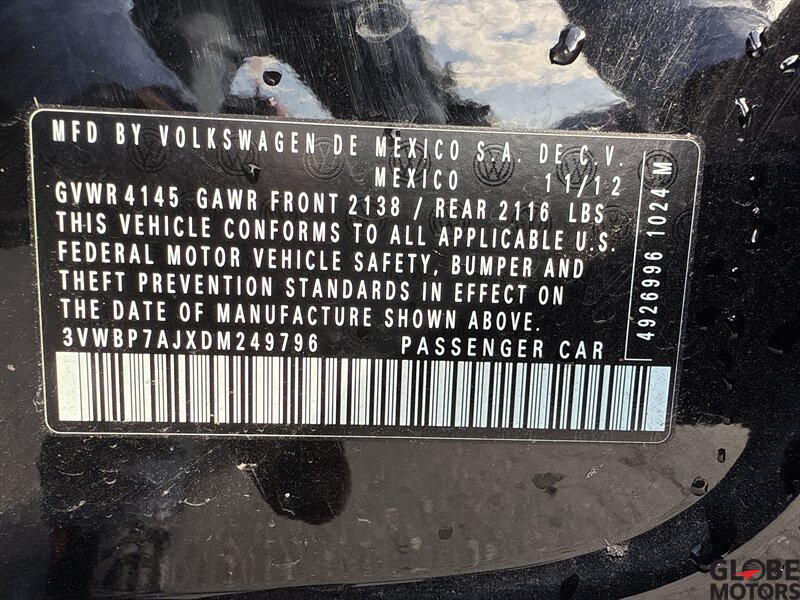 MFD BY VOLKSWAGEN DE MEXICO S.A. DE C.V.
MEXICO 11/12
GVWR 4145 GAWR FRONT 2138 / REAR 2116 LBS
THIS VEHICLE CONFORMS TO ALL APPLICABLE U.S.
FEDERAL MOTOR VEHICLE SAFETY, BUMPER AND
THEFT PREVENTION STANDARDS IN EFFECT ON
THE DATE OF MANUFACTURE SHOWN ABOVE.
3VWBP7AJXDM249796 PASSENGER CAR
4926996 1024 M
GLOBE
MOTORS